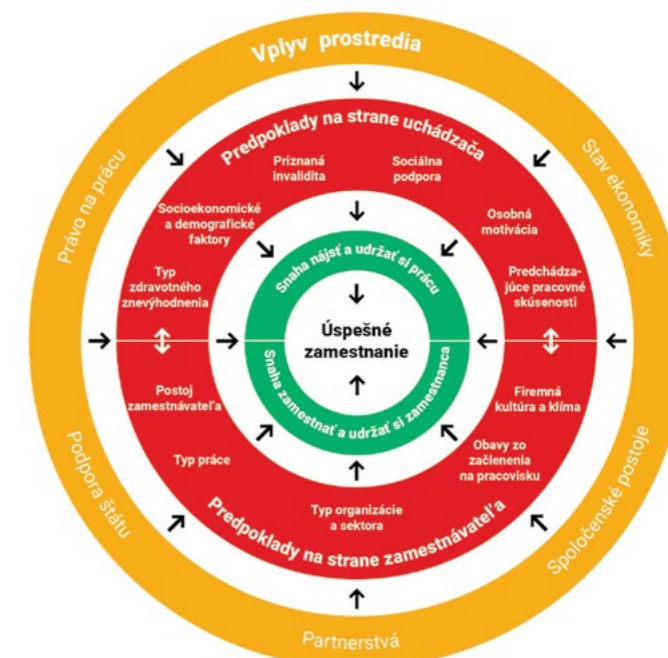 Vplyv prostredia
Právo na prácu
Stav ekonomiky
Predpoklady na strane uchádzača
Priznaná
invalidita
Sociálna
podpora
Socioekonomické
a demografické
faktory
Osobná
motivácia
Typ
zdravotného
znevýhodnenia
Predchádza-
júce pracovné
skúsenosti
Snaha nájsť a udržať si prácu
Úspešné
zamestnanie
Snaha zamestnať a udržať si zamestnanca
Postoj
zamestnávateľa
Firemná
kultúra a klíma
Typ práce
Obavy zo
začlenenia
na pracovisku
Typ organizácie
a sektora
Predpoklady na strane zamestnávateľa
Podpora štátu
Spoločenské postoje
Partnerstvá